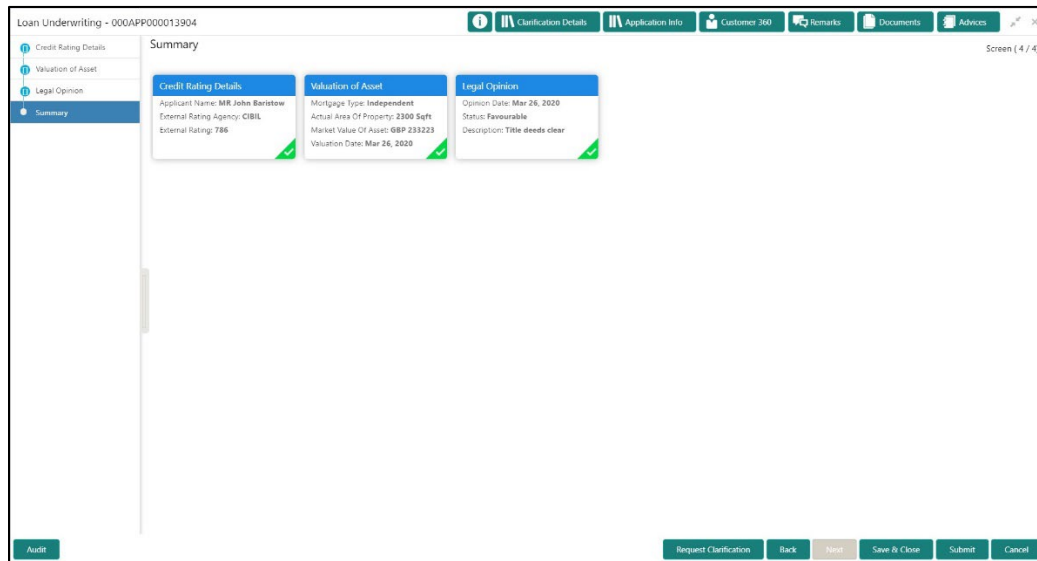 Loan Underwriting - 000APP000013904
Clarification Details
Application Info
Customer 360
Remarks
Documents
Advices
Credit Rating Details
Valuation of Asset
Legal Opinion
Summary
Summary
Screen ( 4 / 4)
Credit Rating Details
Applicant Name: MR John Baristow
External Rating Agency: CIBIL
External Rating: 786
Valuation of Asset
Mortgage Type: Independent
Actual Area Of Property: 2300 Sqft
Market Value Of Asset: GBP 233223
Valuation Date: Mar 26, 2020
Legal Opinion
Opinion Date: Mar 26, 2020
Status: Favourable
Description: Title deeds clear
Audit
Request Clarification
Back
Next
Save & Close
Submit
Cancel